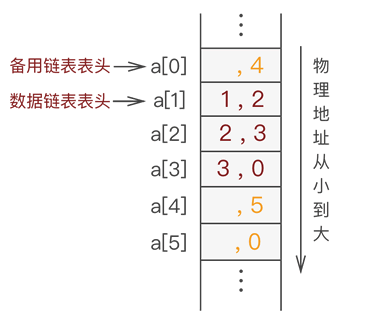 备用链表表头 a[0] , 4
数据链表表头 a[1] 1 , 2
a[2] 2 , 3
a[3] 3 , 0
a[4] , 5
a[5] , 0
物理地址从小到大